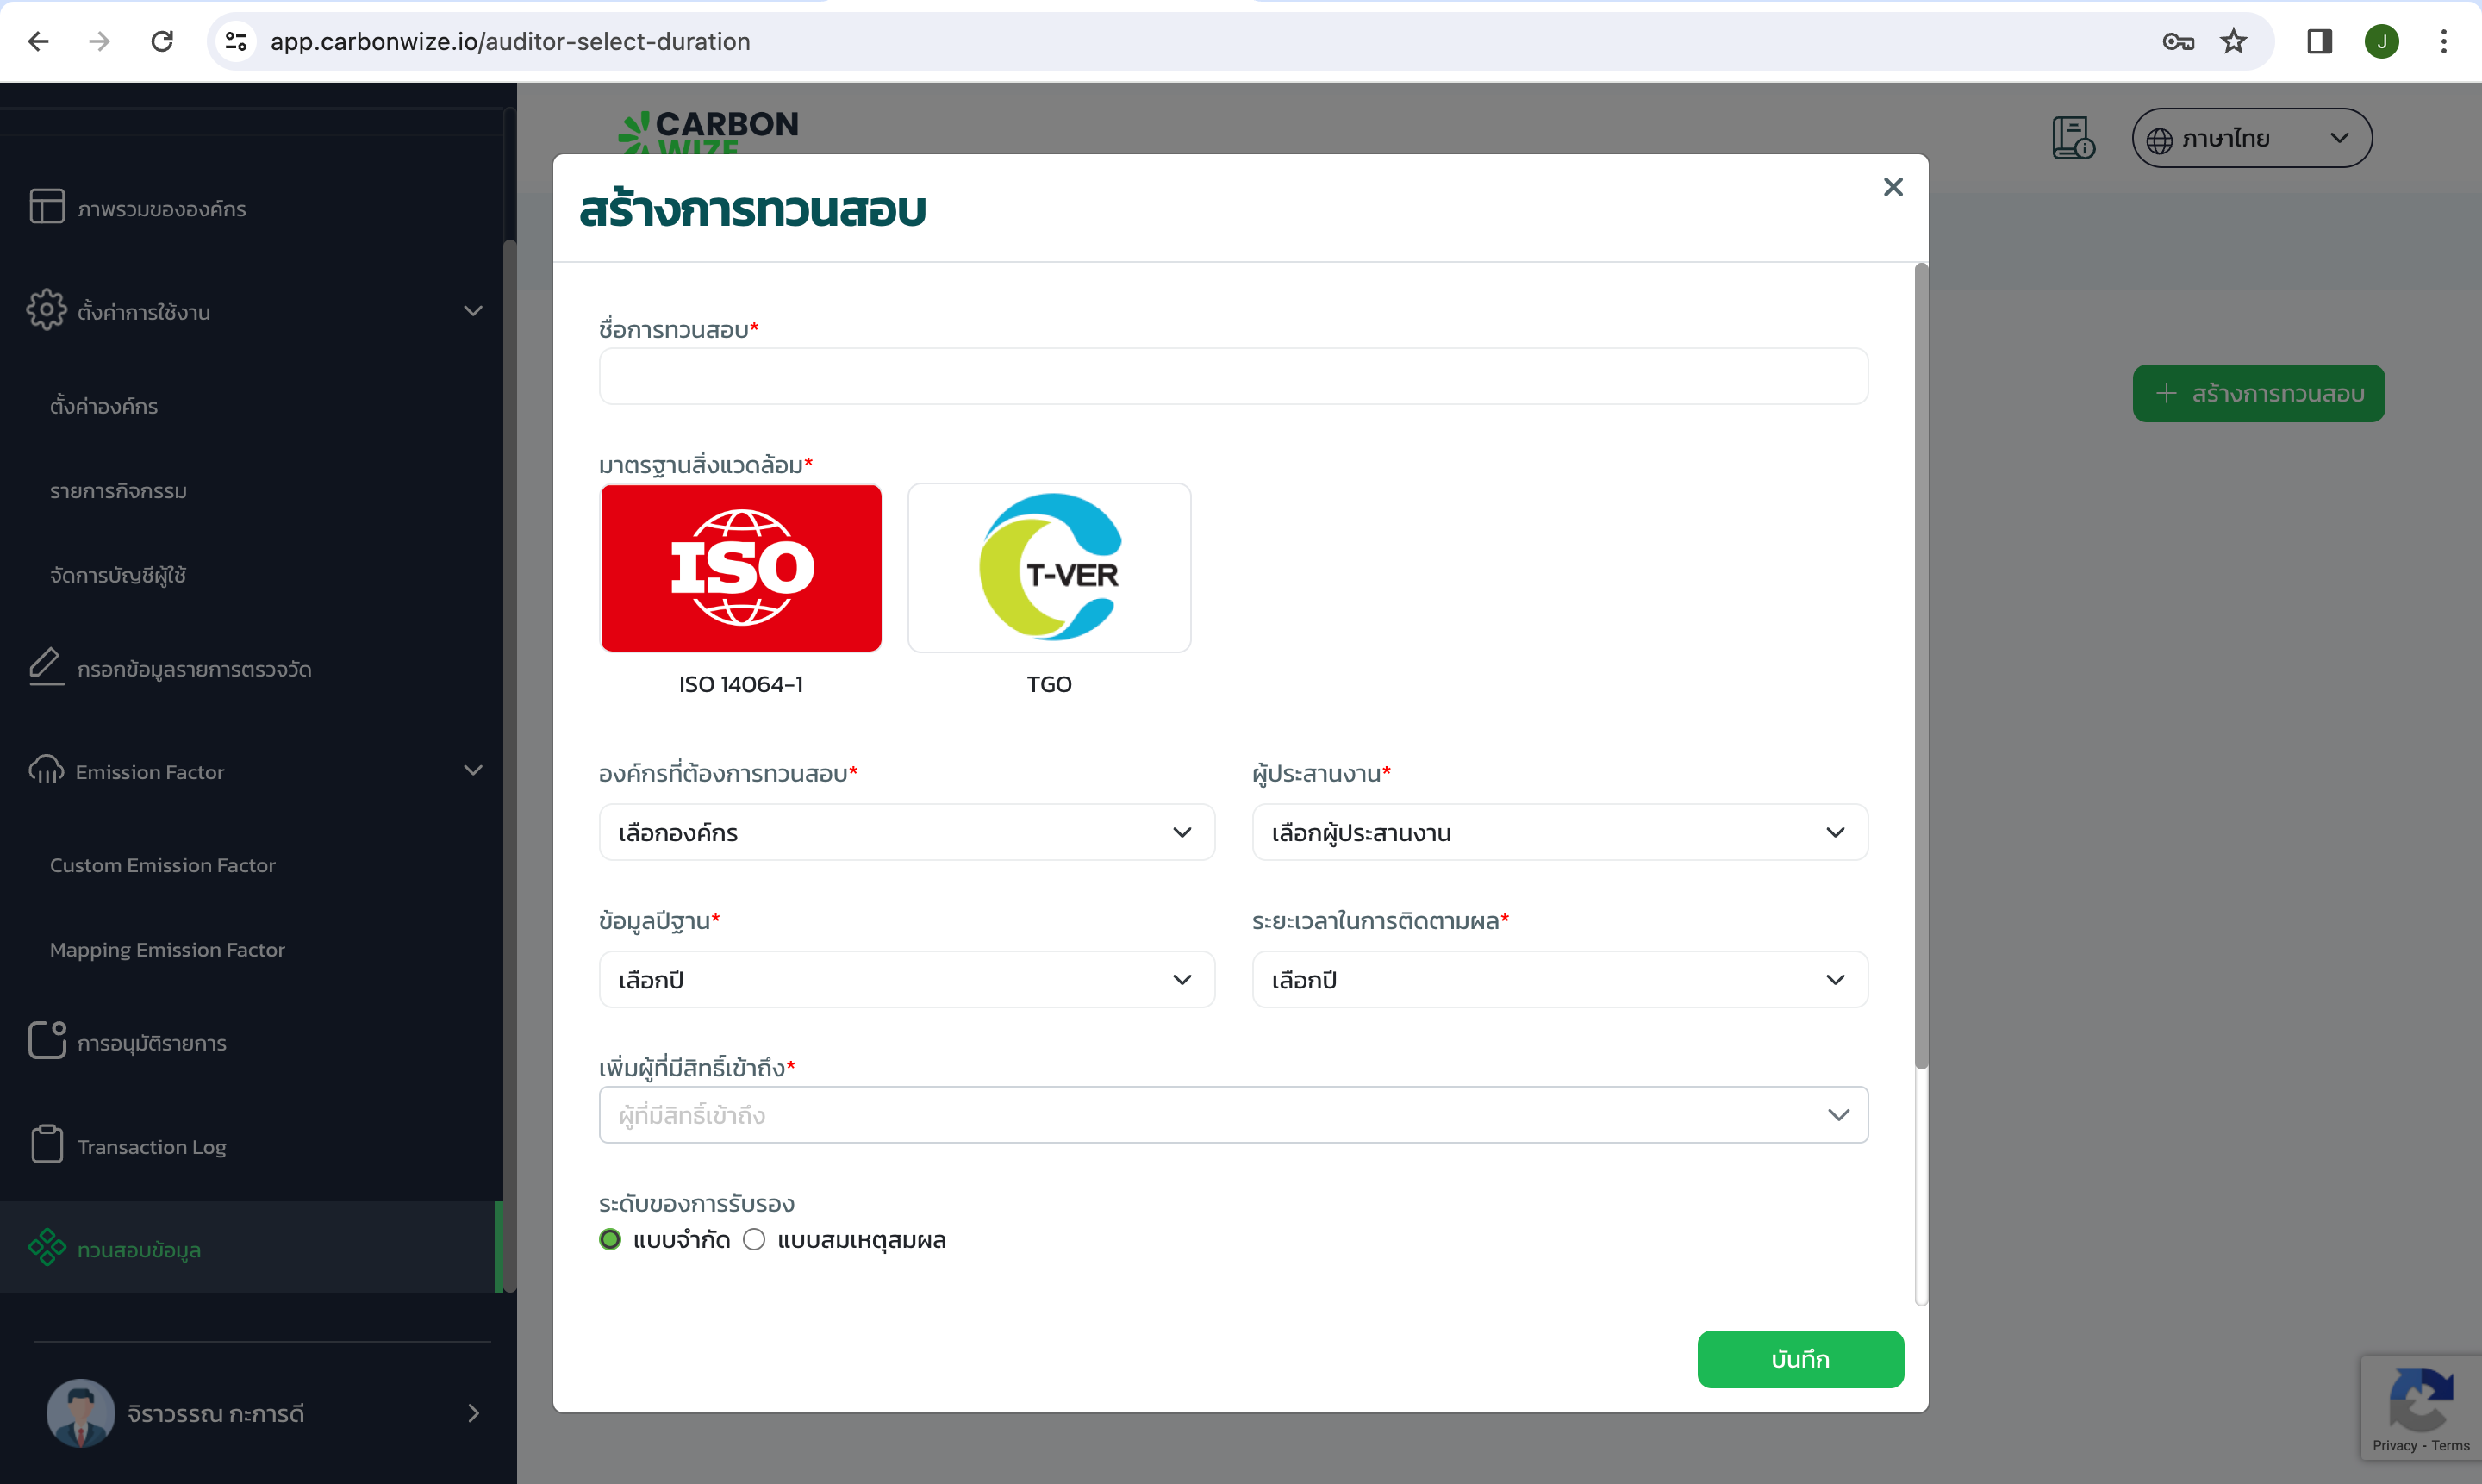 app.carbonwize.io/auditor-select-duration
J
CARBON
WIZE
ภาษาไทย
ภาพรวมขององค์กร
ตั้งค่าการใช้งาน
ตั้งค่าองค์กร
รายการกิจกรรม
จัดการบัญชีผู้ใช้
กรอกข้อมูลรายการตรวจวัด
Emission Factor
Custom Emission Factor
Mapping Emission Factor
การอนุมัติรายการ
Transaction Log
ทวนสอบข้อมูล
จิราวรรณ กะการดี
+ สร้างการทวนสอบ
สร้างการทวนสอบ
ชื่อการทวนสอบ*
มาตรฐานสิ่งแวดล้อม*
ISO
T-VER
ISO 14064-1
TGO
องค์กรที่ต้องการทวนสอบ*
ผู้ประสานงาน*
เลือกองค์กร
เลือกผู้ประสานงาน
ข้อมูลปีฐาน*
ระยะเวลาในการติดตามผล*
เลือกปี
เลือกปี
เพิ่มผู้ที่มีสิทธิ์เข้าถึง*
ผู้ที่มีสิทธิ์เข้าถึง
ระดับของการรับรอง
แบบจำกัด แบบสมเหตุสมผล
บันทึก
Privacy - Terms